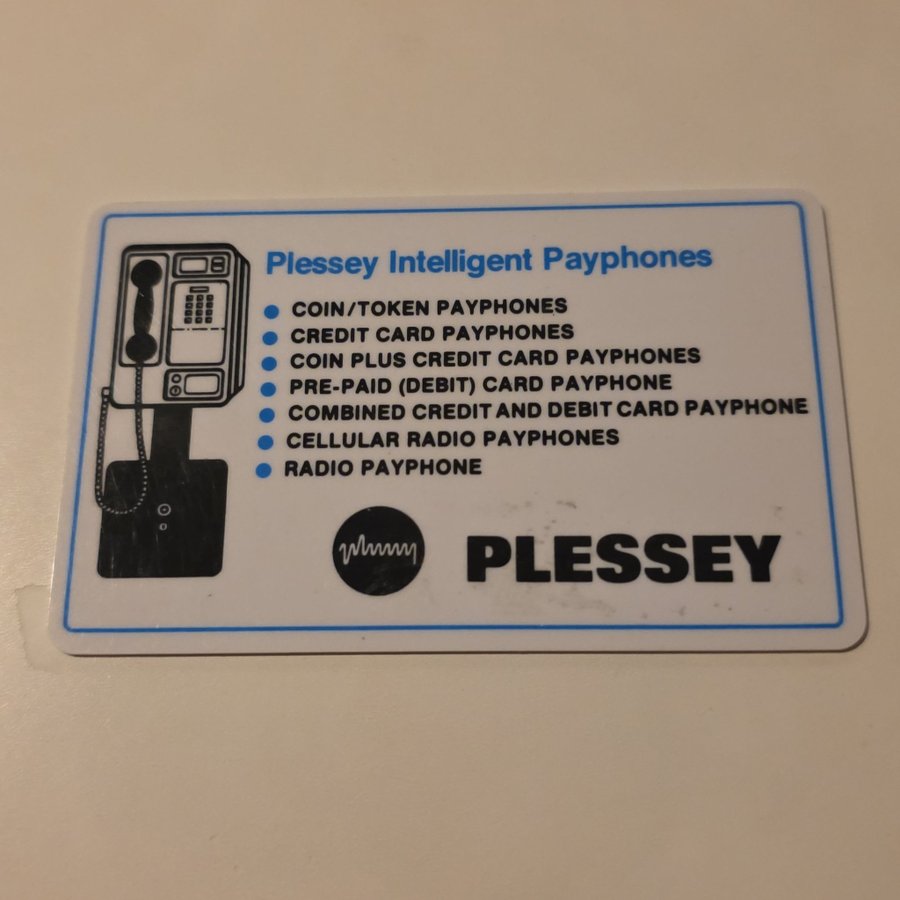 Plessey Intelligent Payphones
COIN/TOKEN PAYPHONES
CREDIT CARD PAYPHONES
COIN PLUS CREDIT CARD PAYPHONES
PRE-PAID (DEBIT) CARD PAYPHONE
COMBINED CREDIT AND DEBIT CARD PAYPHONE
CELLULAR RADIO PAYPHONES
RADIO PAYPHONE
PLESSEY